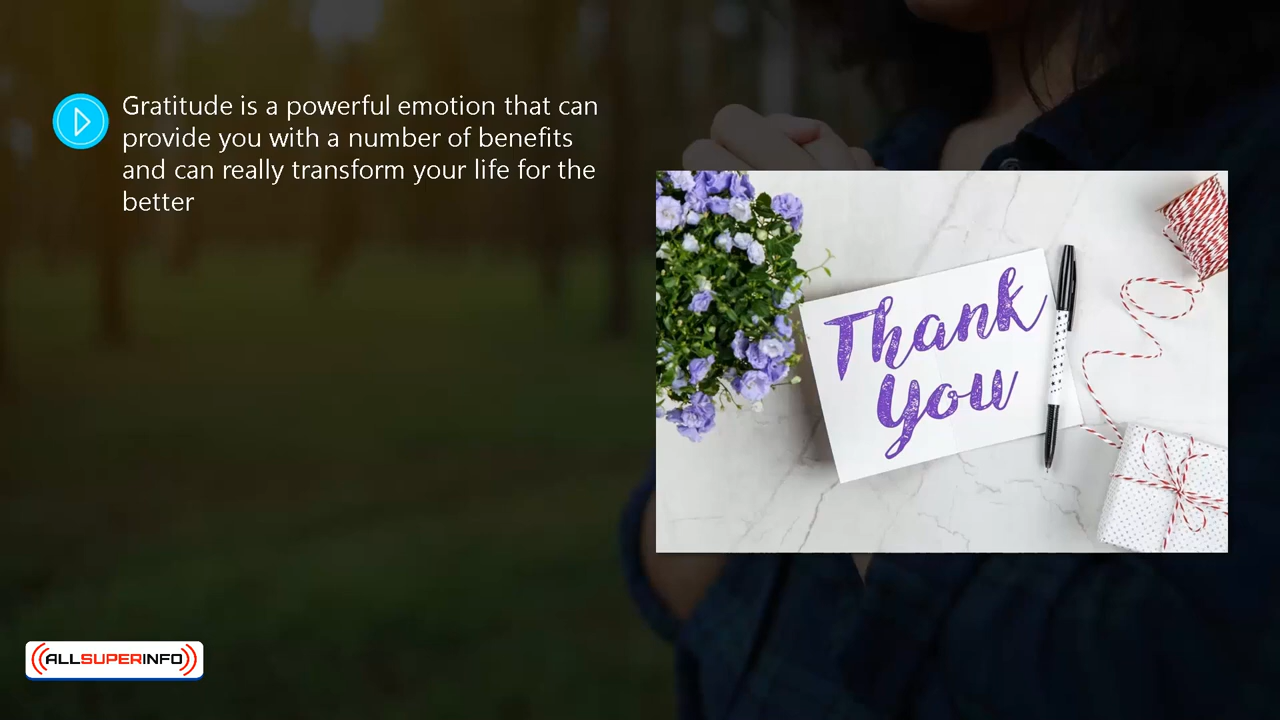 Gratitude is a powerful emotion that can
provide you with a number of benefits
and can really transform your life for the
better
Thank
You
ALLSUPERINFO